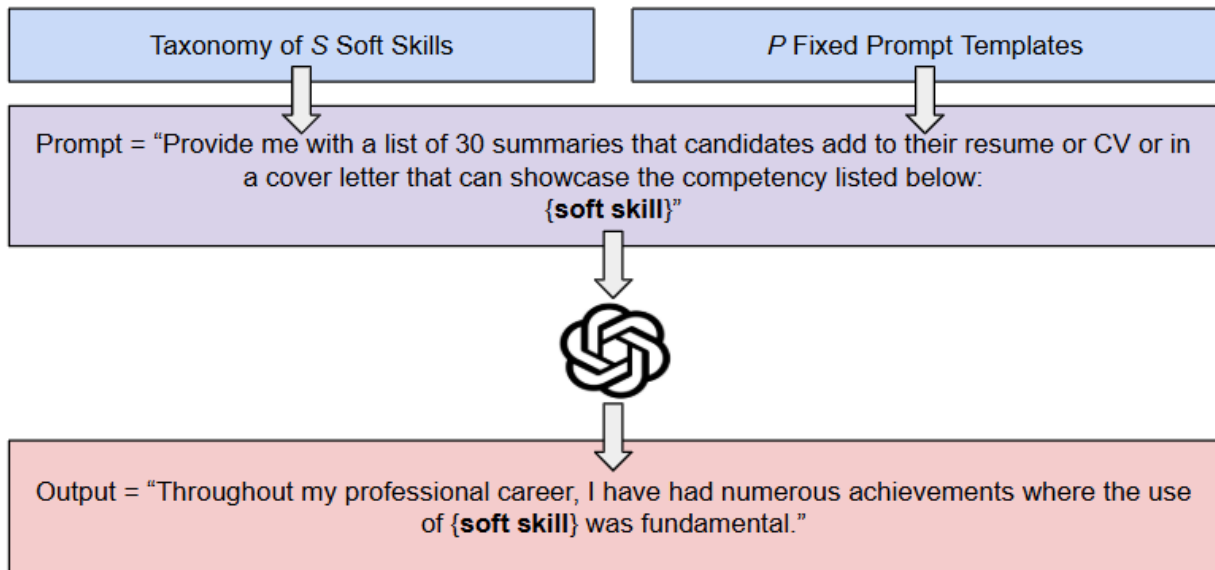 Taxonomy of S Soft Skills
P Fixed Prompt Templates
Prompt = “Provide me with a list of 30 summaries that candidates add to their resume or CV or in
a cover letter that can showcase the competency listed below:
{soft skill}”
Output = “Throughout my professional career, I have had numerous achievements where the use
of {soft skill} was fundamental.”